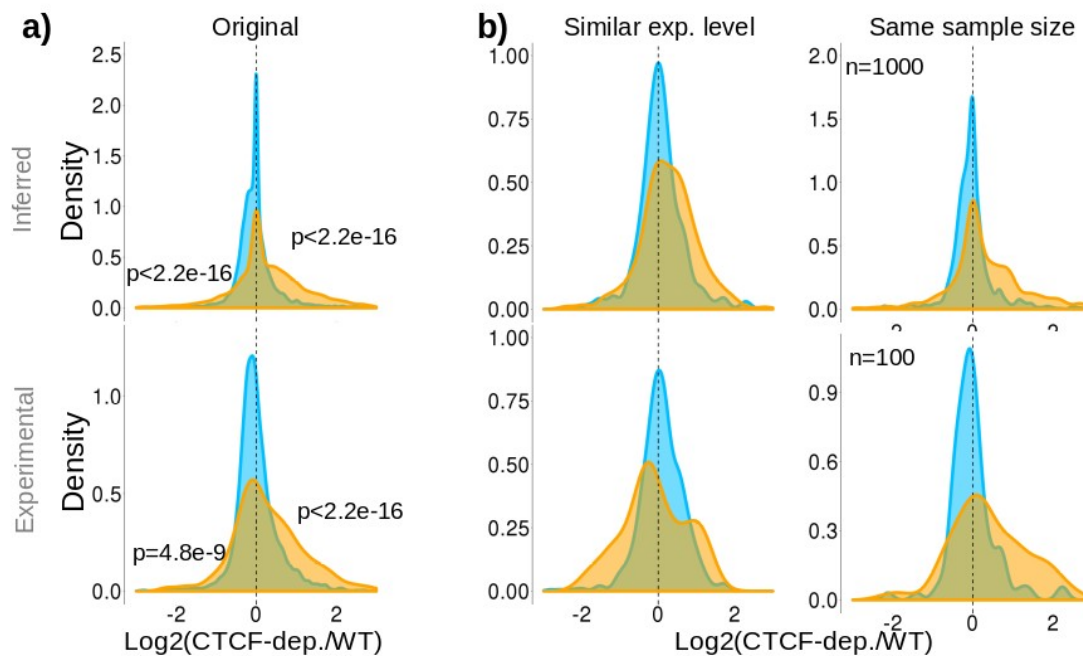 a)
Original
b)
Similar exp. level
Same sample size
Inferred
Density
2.5
2.0
1.5
1.0
0.5
0.0
p<2.2e-16
p<2.2e-16
1.00
0.75
0.50
0.25
0.00
2.0
1.5
1.0
0.5
0.0
n=1000
-2
0
2
Experimental
Density
1.0
0.5
0.0
p=4.8e-9
p<2.2e-16
-2
0
2
Log2(CTCF-dep./WT)
1.00
0.75
0.50
0.25
0.00
-2
0
2
0.9
0.6
0.3
0.0
n=100
-2
0
2
Log2(CTCF-dep./WT)